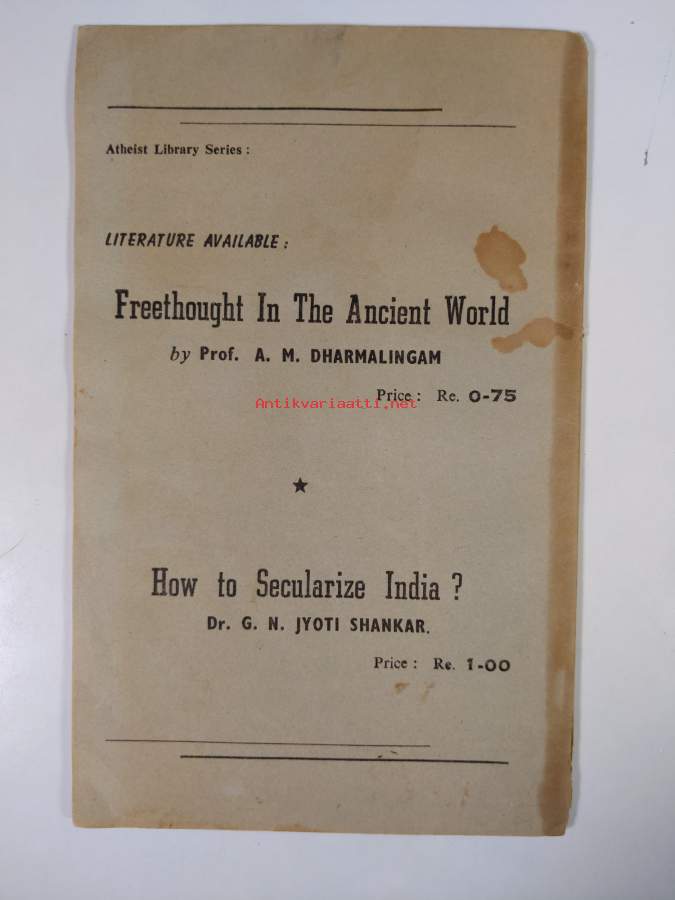 Atheist Library Series :
LITERATURE AVAILABLE :
Freethought In The Ancient World
by Prof. A. M. DHARMALINGAM
Price : Re. 0-75
Antikvariaatti.net
How to Secularize India ?
Dr. G. N. JYOTI SHANKAR.
Price : Re. 1-00